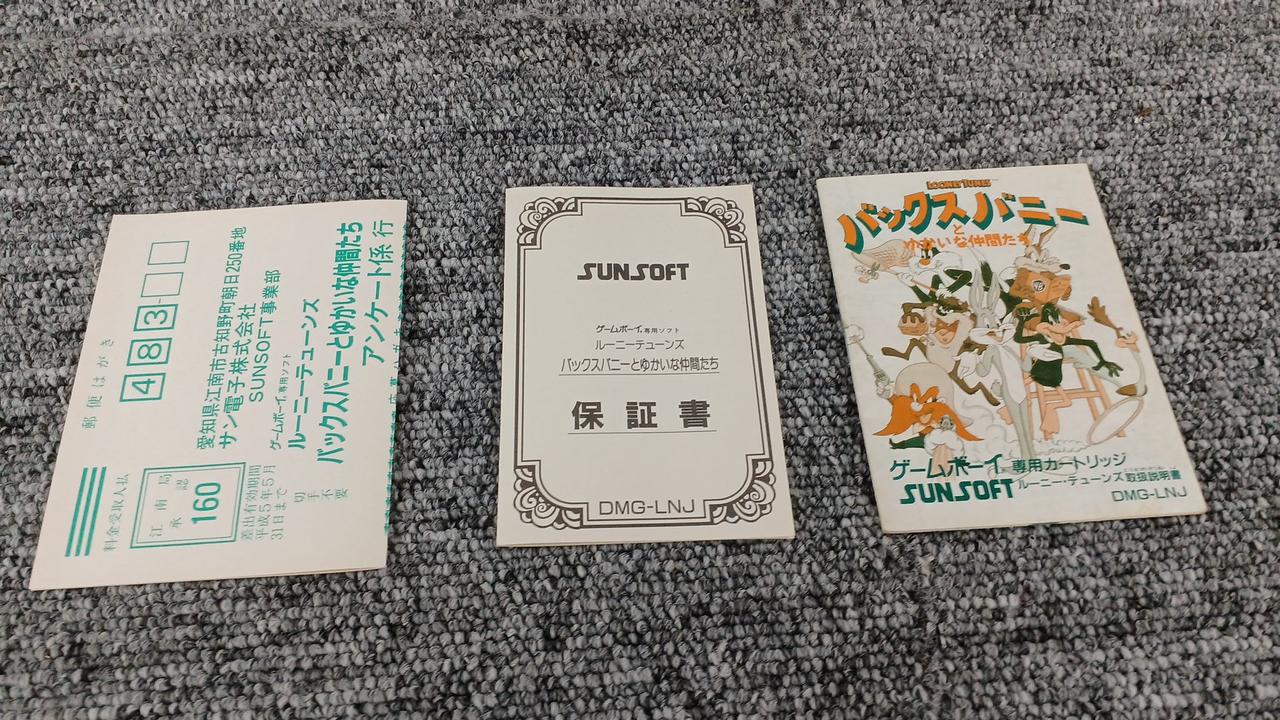 郵便はがき
483-
愛知県江南市古知野町朝日250番地
サン電子株式会社
SUNSOFT事業部
ゲームボーイ専用ソフト
ルーニーテューンズ
バックスバニーとゆかいな仲間たち
アンケート係 行
料金受取人払
江南局
承認
160
差出有効期間
平成5年5月
31日まで
切手不要
SUNSOFT
ゲームボーイ専用ソフト
ルーニーテューンズ
バックスバニーとゆかいな仲間たち
保証書
DMG-LNJ
LOONEY TUNES
バックスバニー
と
ゆかいな仲間たち
ゲームボーイ専用カートリッジ
SUNSOFT ルーニー・テューンズ取扱説明書
DMG-LNJ